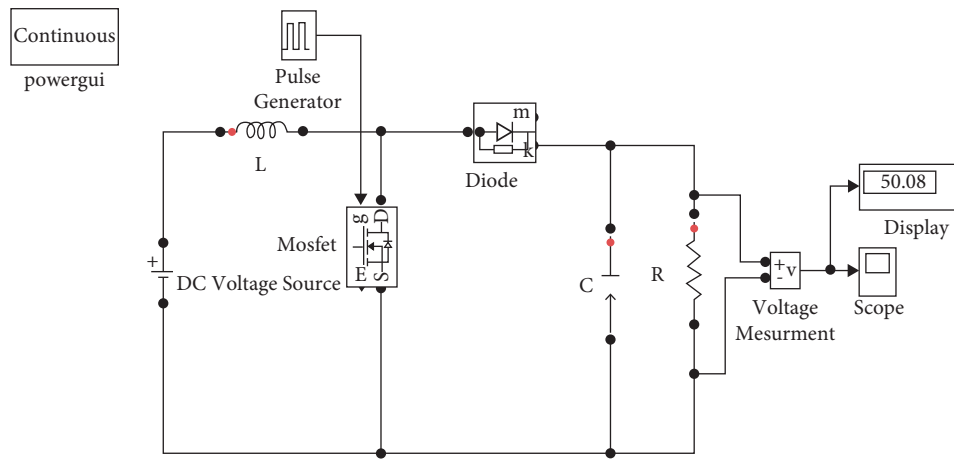 Continuous
powergui
Pulse
Generator
L
m
k
Diode
g
D
Mosfet
E
S
+
DC Voltage Source
C
R
+
-
v
Voltage
Mesurment
50.08
Display
Scope